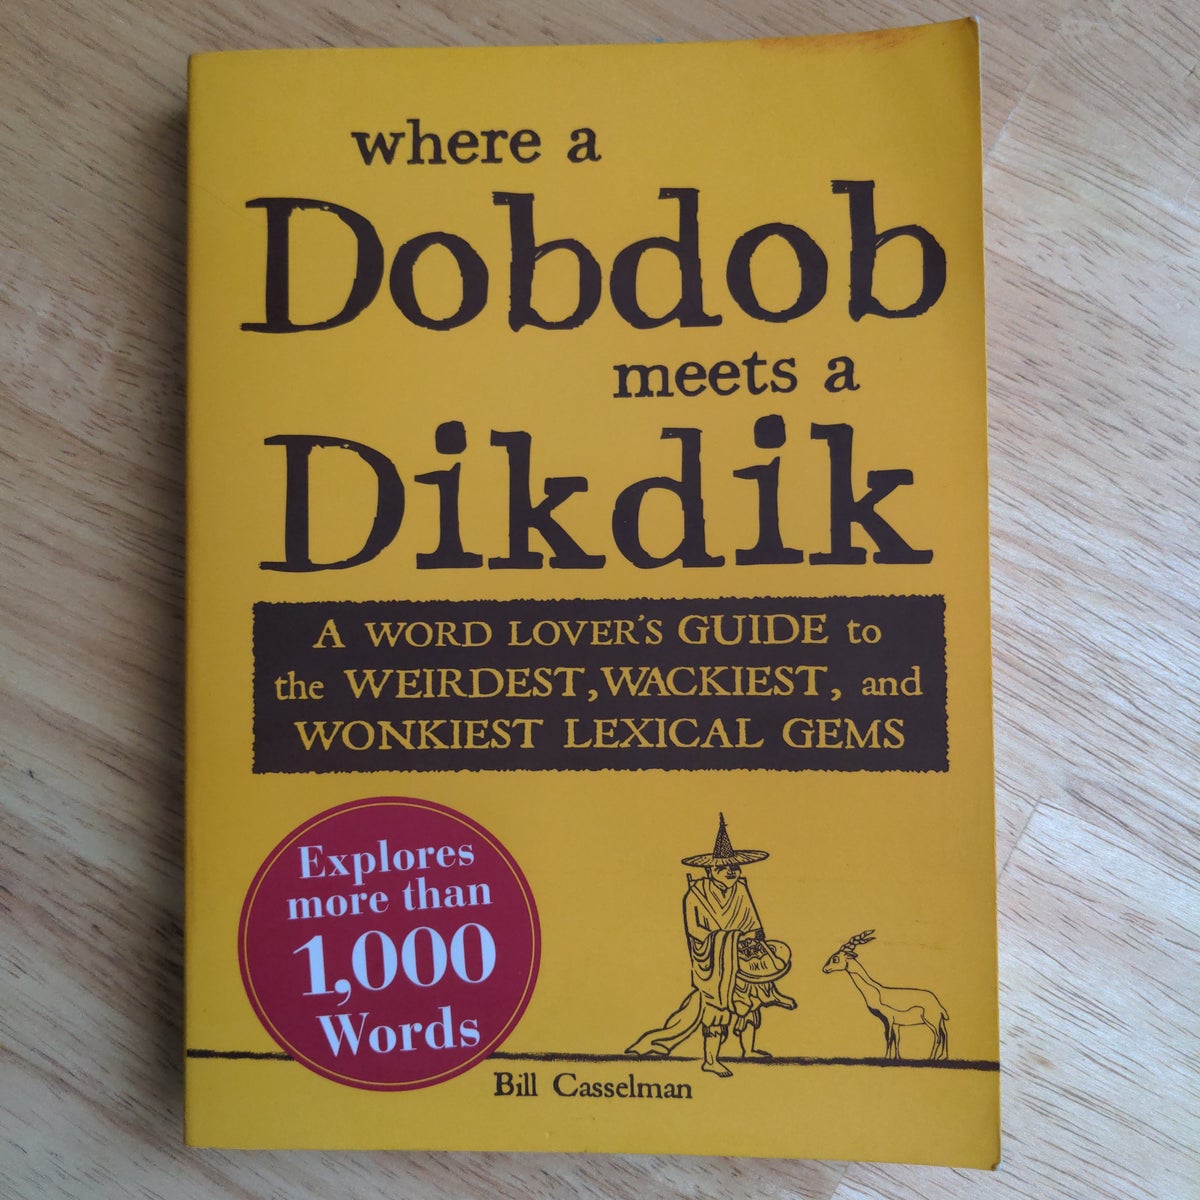 where a
Dobdob
meets a
Dikdik
A WORD LOVER'S GUIDE to
the WEIRDEST, WACKIEST, and
WONKIEST LEXICAL GEMS
Explores
more than
1,000
Words
Bill Casselman